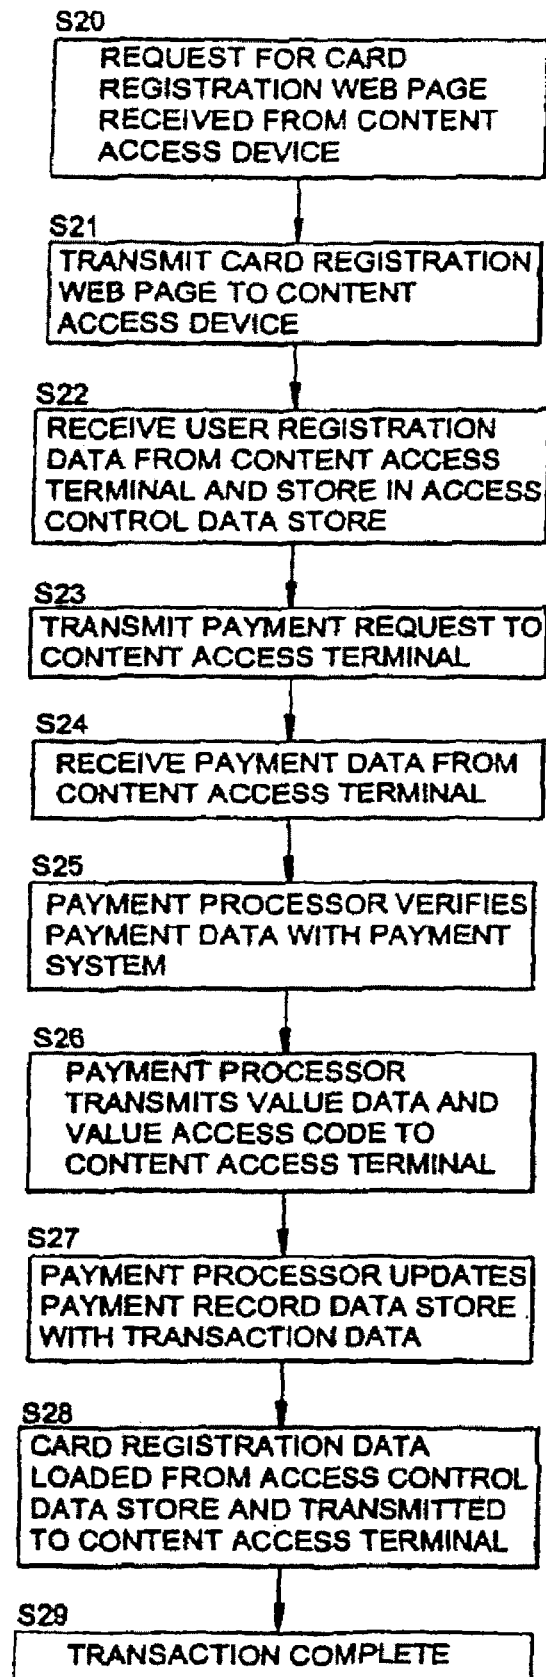 S20
REQUEST FOR CARD
REGISTRATION WEB PAGE
RECEIVED FROM CONTENT
ACCESS DEVICE
S21
TRANSMIT CARD REGISTRATION
WEB PAGE TO CONTENT
ACCESS DEVICE
S22
RECEIVE USER REGISTRATION
DATA FROM CONTENT ACCESS
TERMINAL AND STORE IN ACCESS
CONTROL DATA STORE
S23
TRANSMIT PAYMENT REQUEST TO
CONTENT ACCESS TERMINAL
S24
RECEIVE PAYMENT DATA FROM
CONTENT ACCESS TERMINAL
S25
PAYMENT PROCESSOR VERIFIES
PAYMENT DATA WITH PAYMENT
SYSTEM
S26
PAYMENT PROCESSOR
TRANSMITS VALUE DATA AND
VALUE ACCESS CODE TO
CONTENT ACCESS TERMINAL
S27
PAYMENT PROCESSOR UPDATES
PAYMENT RECORD DATA STORE
WITH TRANSACTION DATA
S28
CARD REGISTRATION DATA
LOADED FROM ACCESS CONTROL
DATA STORE AND TRANSMITTED
TO CONTENT ACCESS TERMINAL
S29
TRANSACTION COMPLETE